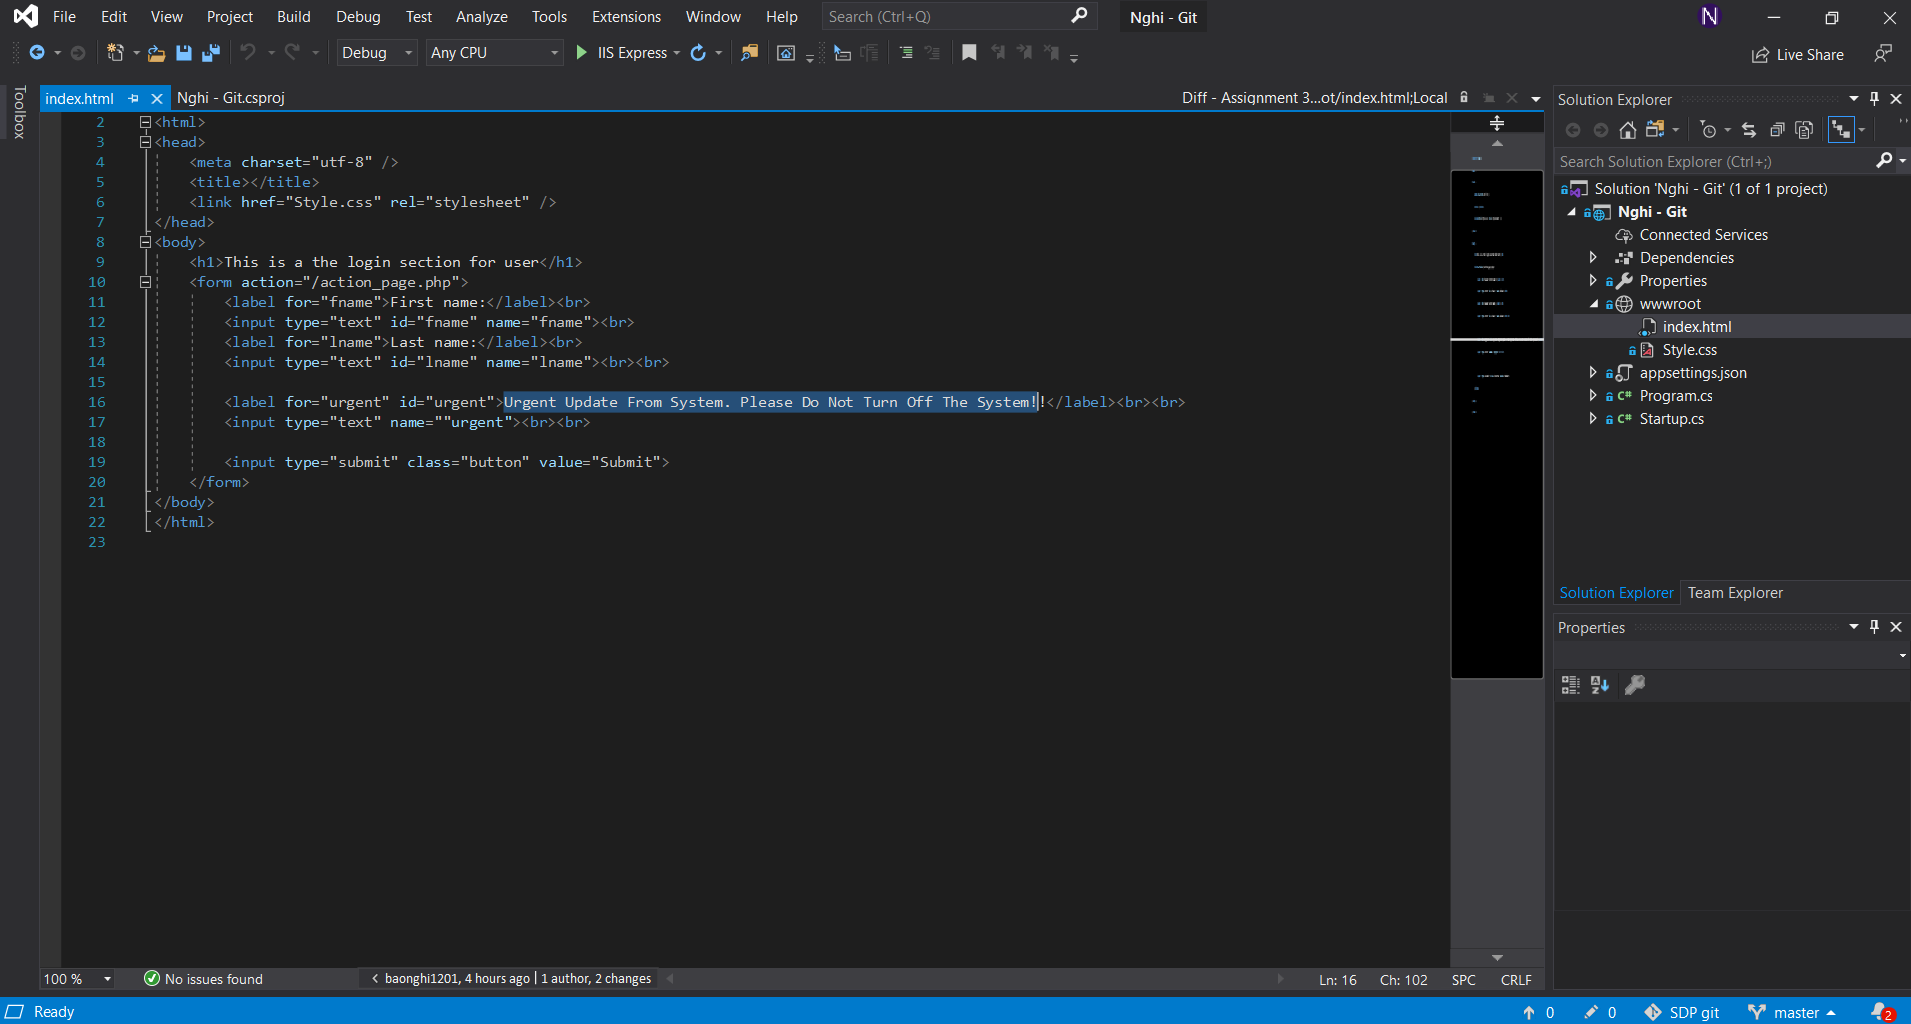 File Edit View Project Build Debug Test Analyze Tools Extensions Window Help Search (Ctrl+Q) Nghi - Git N
Debug Any CPU IIS Express Live Share
Toolbox
index.html Nghi - Git.csproj Diff - Assignment 3...ot/index.html;Local
2 <html>
3 <head>
4 <meta charset="utf-8" />
5 <title></title>
6 <link href="Style.css" rel="stylesheet" />
7 </head>
8 <body>
9 <h1>This is a the login section for user</h1>
10 <form action="/action_page.php">
11 <label for="fname">First name:</label><br>
12 <input type="text" id="fname" name="fname"><br>
13 <label for="lname">Last name:</label><br>
14 <input type="text" id="lname" name="lname"><br><br>
15
16 <label for="urgent" id="urgent">Urgent Update From System. Please Do Not Turn Off The System!!</label><br><br>
17 <input type="text" name=""urgent"><br><br>
18
19 <input type="submit" class="button" value="Submit">
20 </form>
21 </body>
22 </html>
23
100 % No issues found baonghi1201, 4 hours ago | 1 author, 2 changes Ln: 16 Ch: 102 SPC CRLF
Solution Explorer
Search Solution Explorer (Ctrl+;)
Solution 'Nghi - Git' (1 of 1 project)
Nghi - Git
Connected Services
Dependencies
Properties
wwwroot
index.html
Style.css
appsettings.json
C# Program.cs
C# Startup.cs
Solution Explorer Team Explorer
Properties
Ready 0 0 SDP git master 2